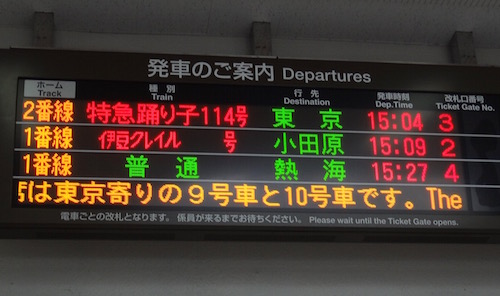 発車のご案内 Departures
ホーム 種別 行先 発車時刻 改札口番号
Track Train Destination Dep.Time Ticket Gate No.
2番線 特急踊り子114号 東京 15:04 3
1番線 伊豆クレイル 号 小田原 15:09 2
1番線 普通 熱海 15:27 4
は東京寄りの9号車と10号車です。The
電車ごとの改札となります。 係員が来るまでお待ちください。 Please wait until the Ticket Gate opens.